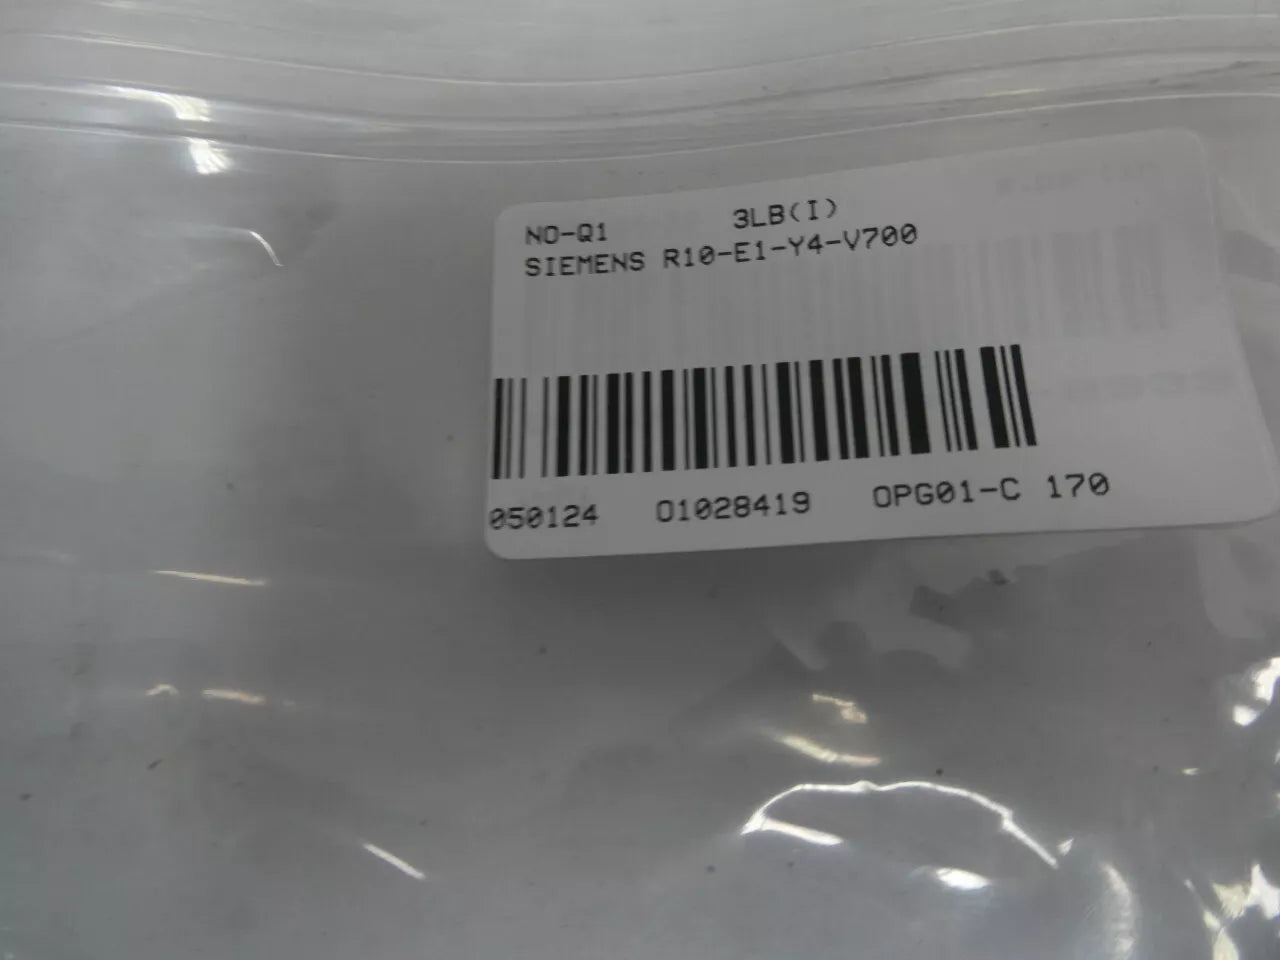 NO-Q1 3LB(I)
SIEMENS R10-E1-Y4-V700
050124 01028419 OPG01-C 170